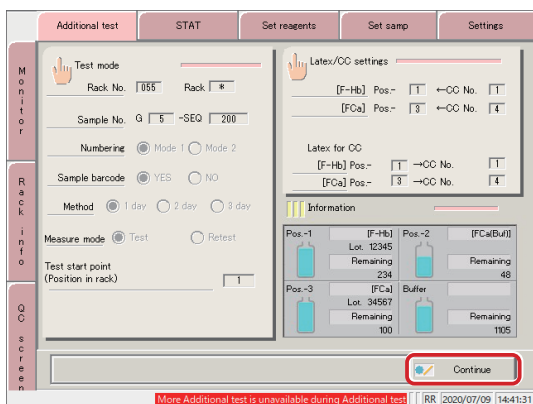 Additional test
STAT
Set reagents
Set samp
Settings
Monitor
Rack info
QC screen
Test mode
Rack No. 055 Rack *
Sample No. G 5 -SEQ 200
Numbering Mode 1 Mode 2
Sample barcode YES NO
Method 1 day 2 day 3 day
Measure mode Test Retest
Test start point
(Position in rack) 1
Latex/CC settings
[F-Hb] Pos.- 1 ←CC No. 1
[FCa] Pos.- 3 ←CC No. 4
Latex for CC
[F-Hb] Pos.- 1 →CC No. 1
[FCa] Pos.- 3 →CC No. 4
Information
Pos.-1 [F-Hb] Pos.-2 [FCa(Buf)]
Lot. 12345
Remaining Remaining
234 48
Pos.-3 [FCa] Buffer
Lot. 34567
Remaining Remaining
100 1105
Continue
More Additional test is unavailable during Additional test RR 2020/07/09 14:41:31